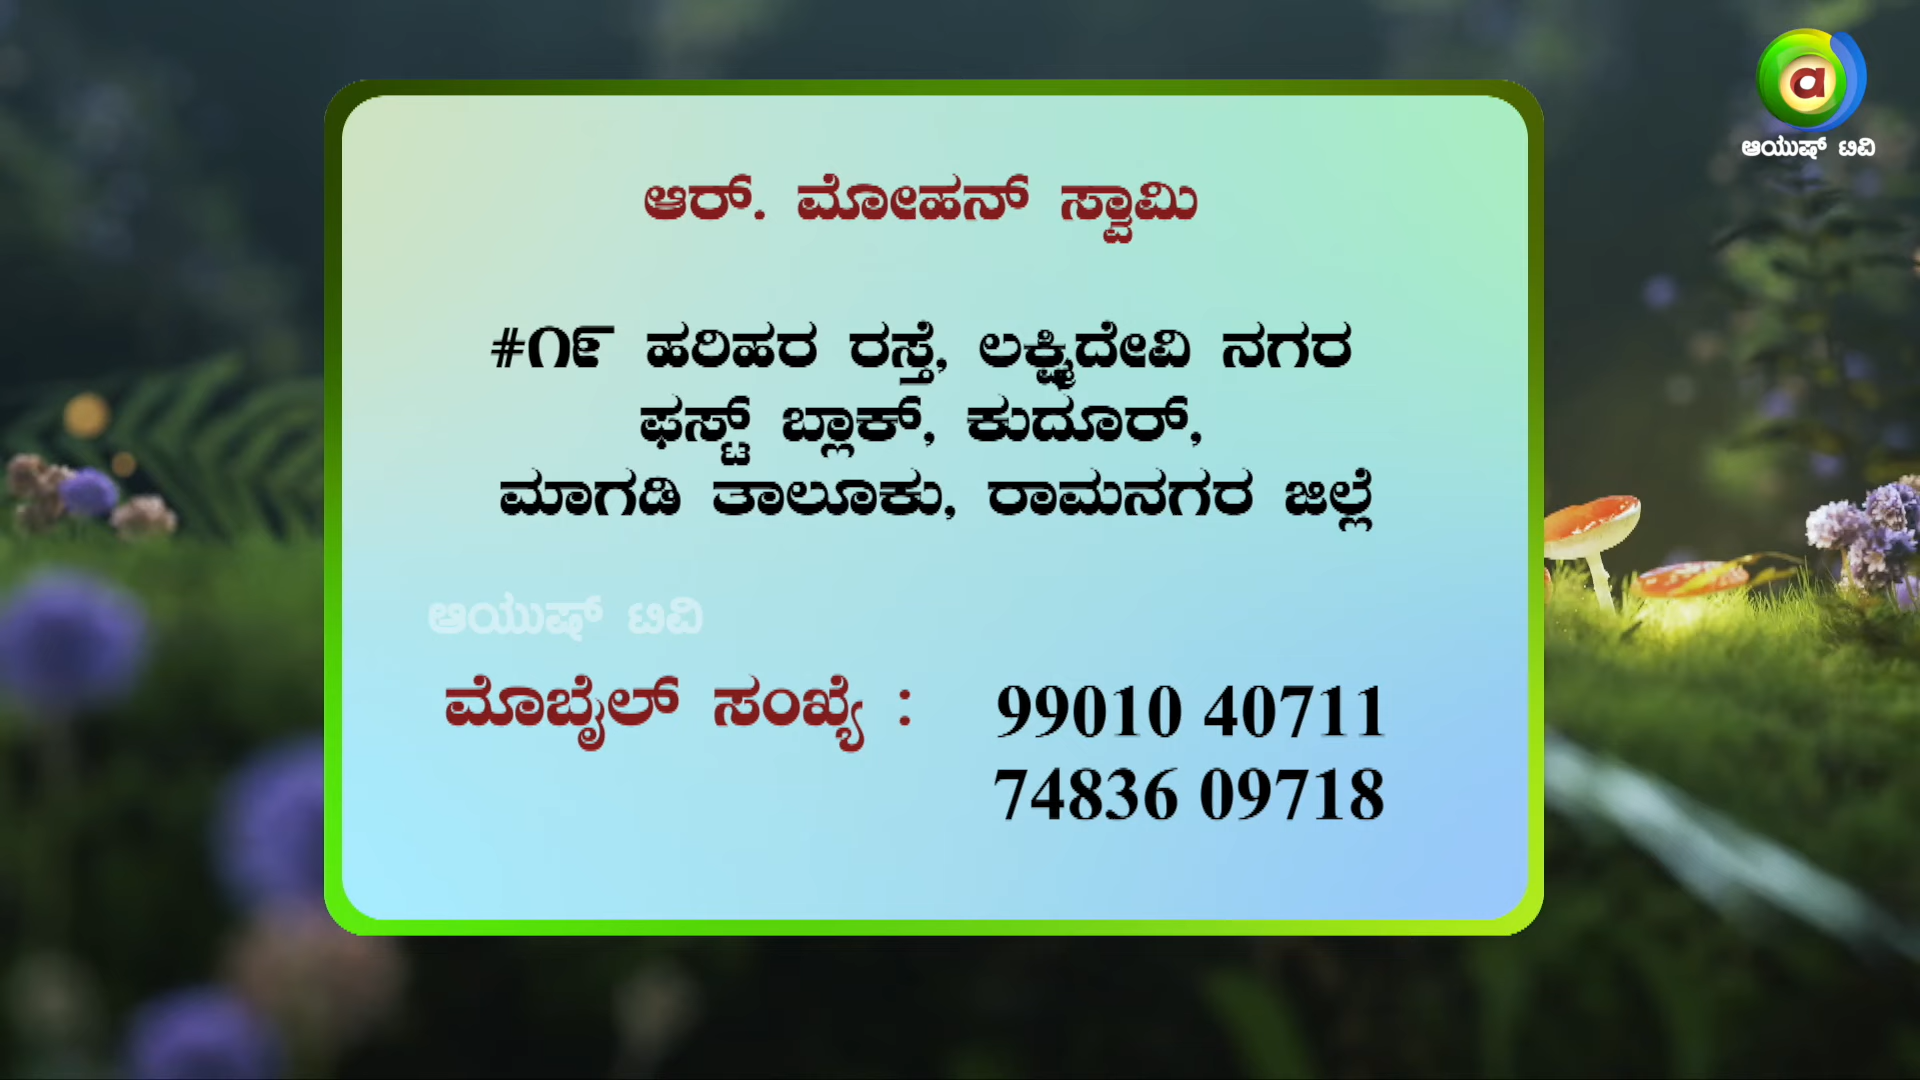 ಆಯುಷ್ ಟಿವಿ
ಆರ್. ಮೋಹನ್ ಸ್ವಾಮಿ
#೧೯ ಹರಿಹರ ರಸ್ತೆ, ಲಕ್ಷ್ಮಿದೇವಿ ನಗರ
ಫಸ್ಟ್ ಬ್ಲಾಕ್, ಕುದೂರ್,
ಮಾಗಡಿ ತಾಲೂಕು, ರಾಮನಗರ ಜಿಲ್ಲೆ
ಆಯುಷ್ ಟಿವಿ
ಮೊಬೈಲ್ ಸಂಖ್ಯೆ : 99010 40711
74836 09718